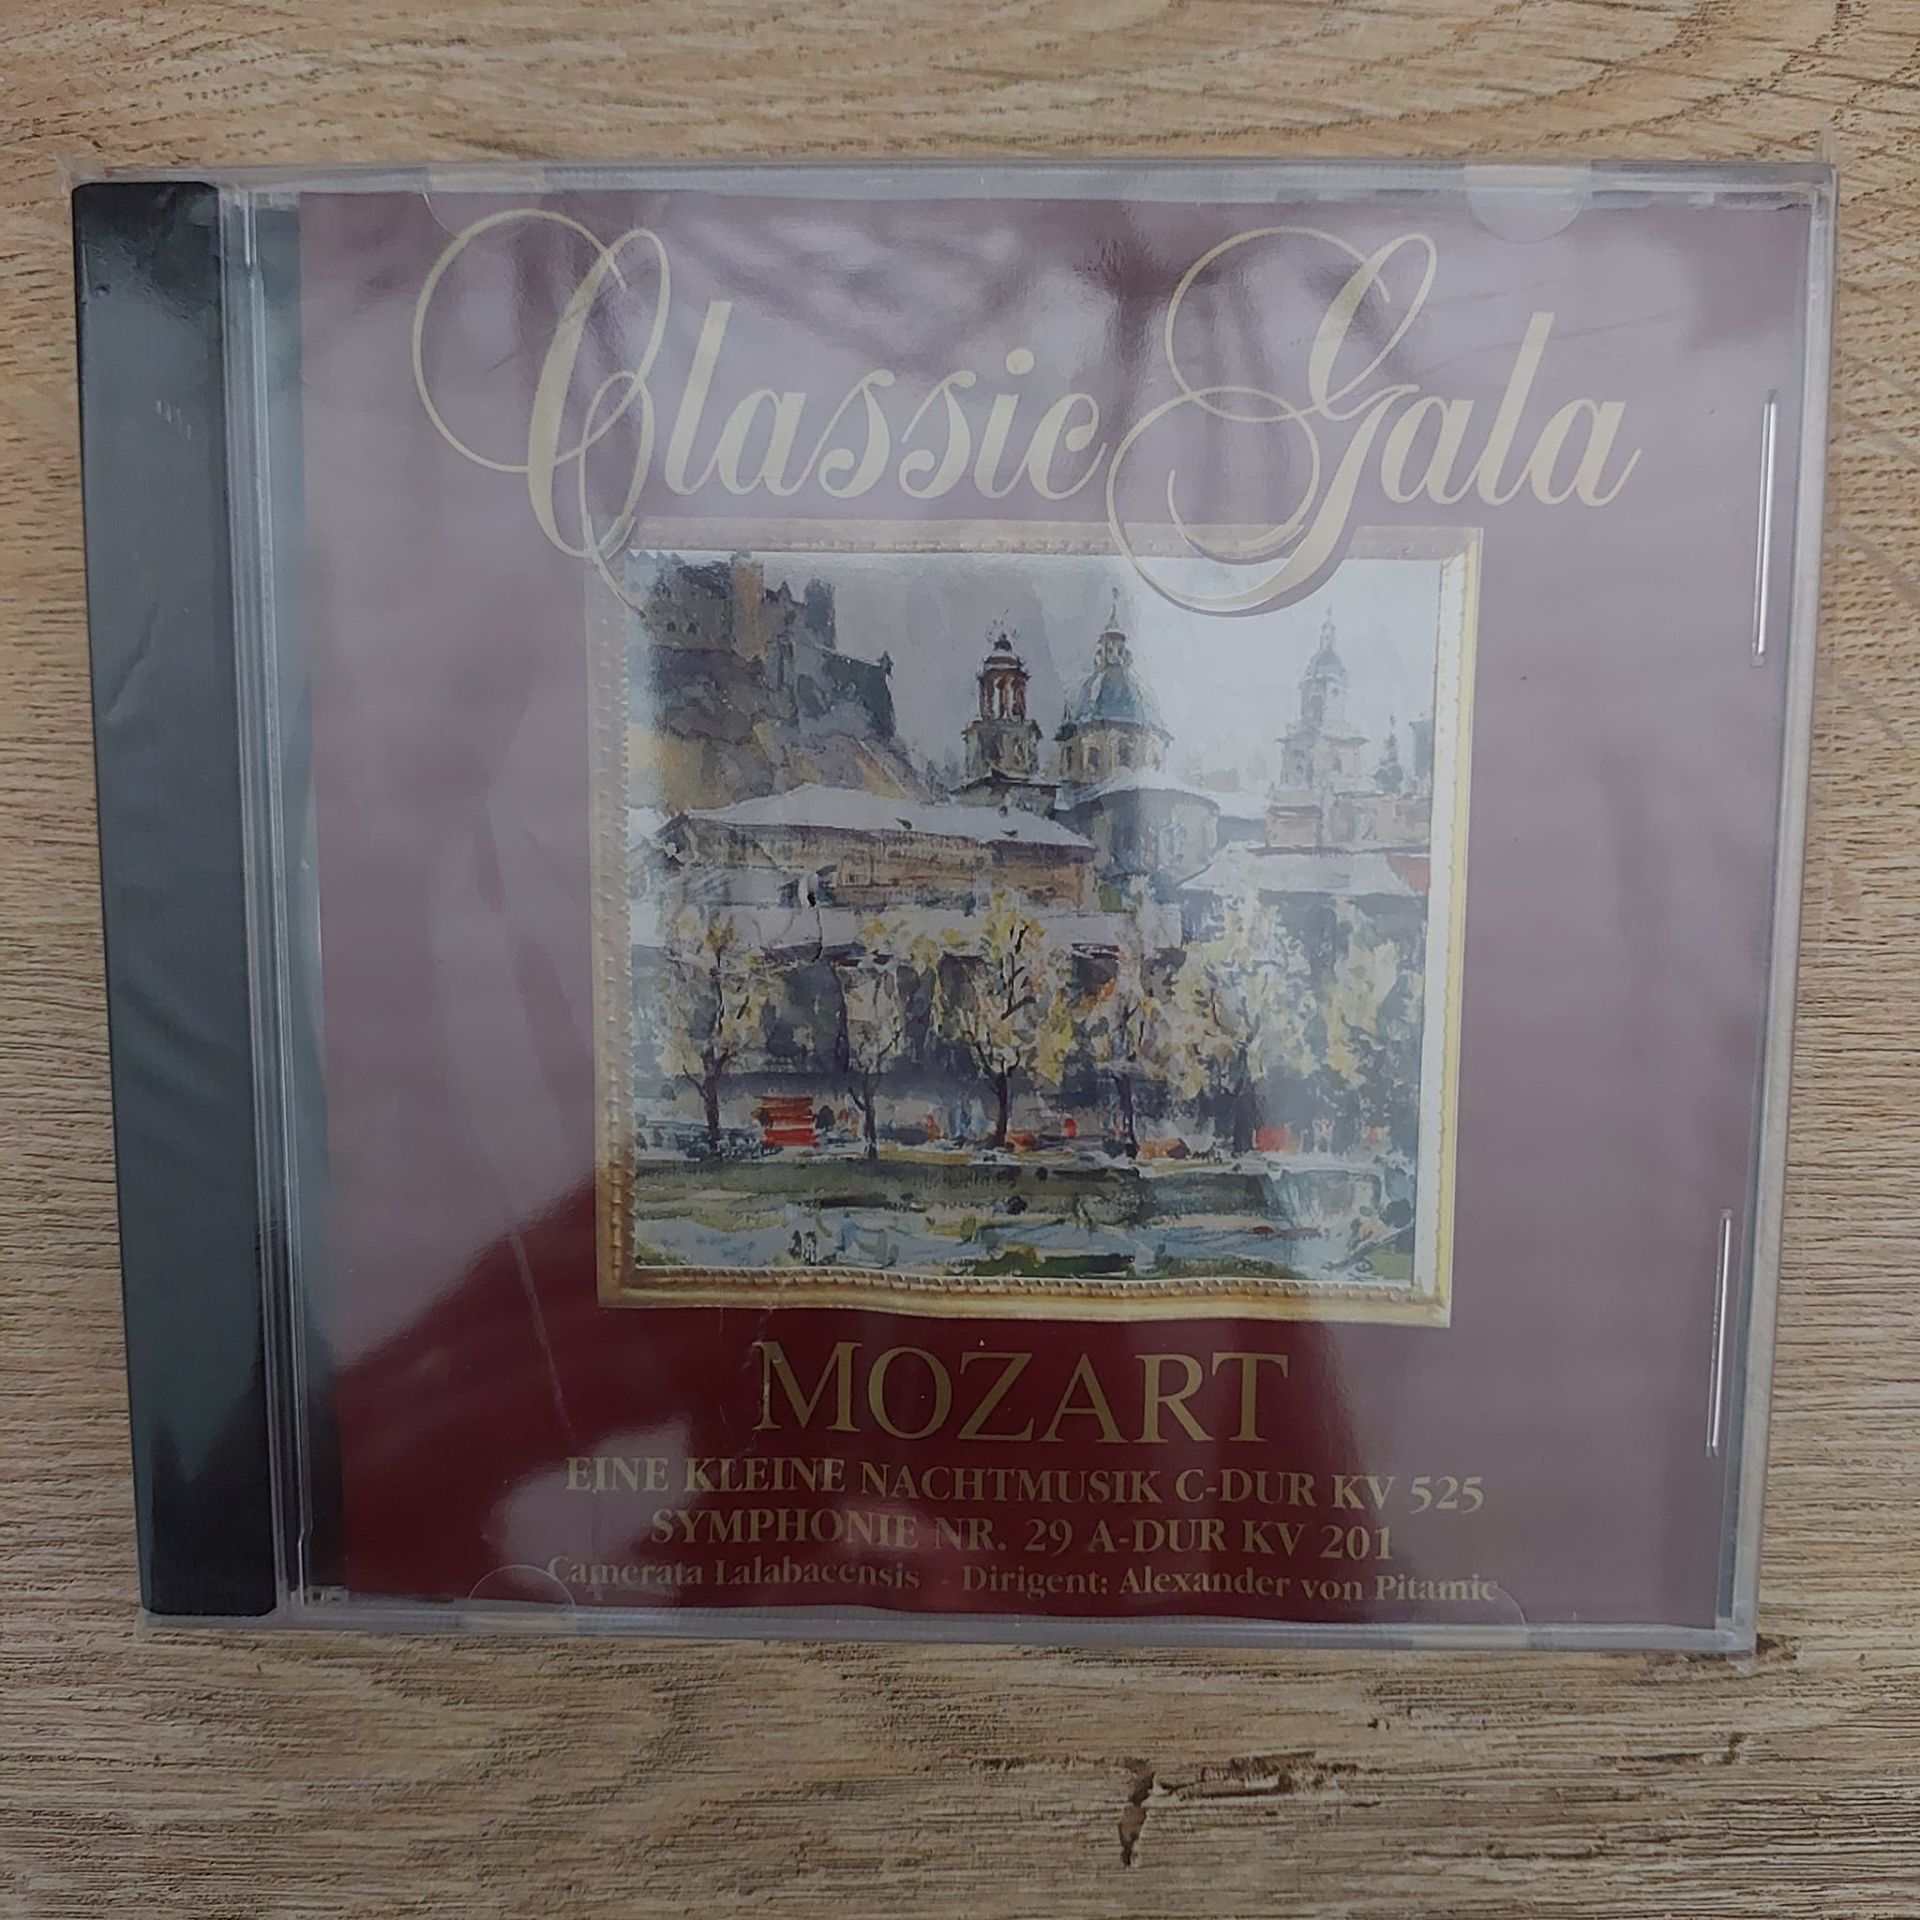 Classic Gala
MOZART
EINE KLEINE NACHTMUSIK C-DUR KV 525
SYMPHONIE NR. 29 A-DUR KV 201
Camerata Lalabacensis - Dirigent: Alexander von Pitamic